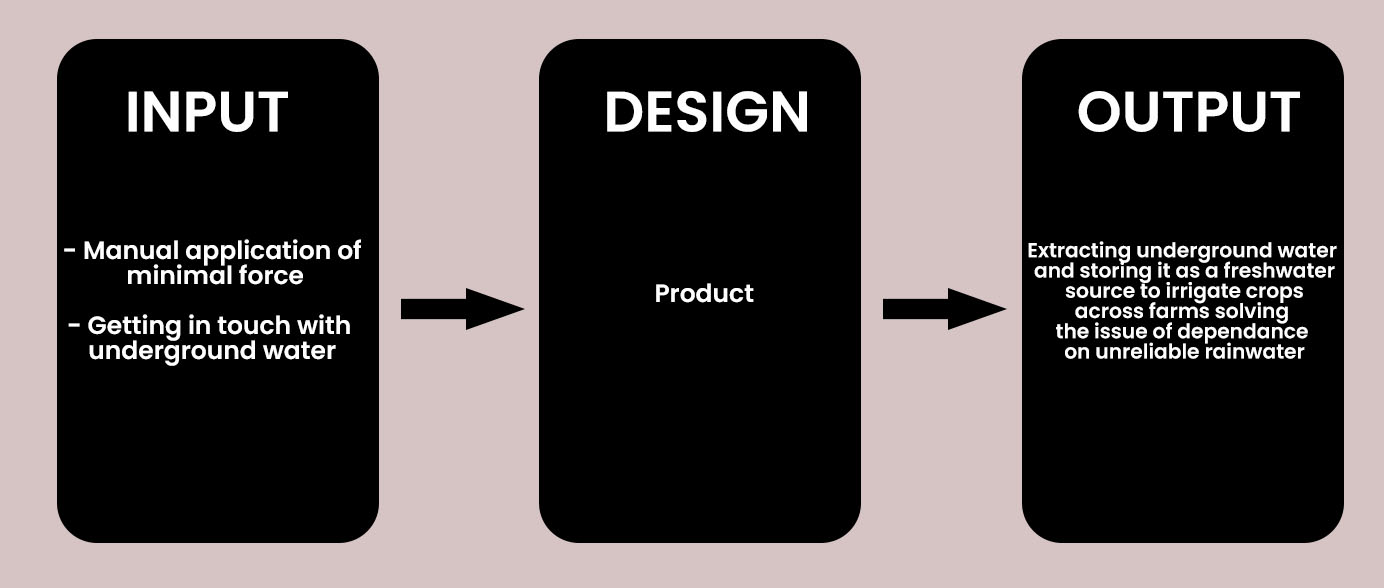 INPUT
- Manual application of
minimal force
- Getting in touch with
underground water
DESIGN
Product
OUTPUT
Extracting underground water
and storing it as a freshwater
source to irrigate crops
across farms solving
the issue of dependance
on unreliable rainwater